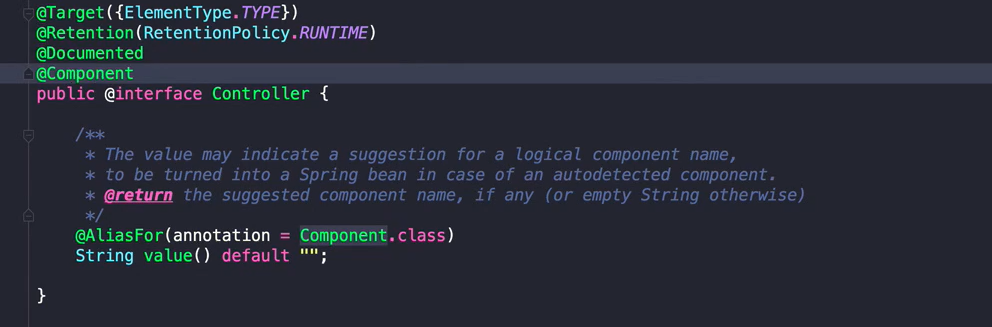 @Target({ElementType.TYPE})
@Retention(RetentionPolicy.RUNTIME)
@Documented
@Component
public @interface Controller {
/**
* The value may indicate a suggestion for a logical component name,
* to be turned into a Spring bean in case of an autodetected component.
* @return the suggested component name, if any (or empty String otherwise)
*/
@AliasFor(annotation = Component.class)
String value() default "";
}